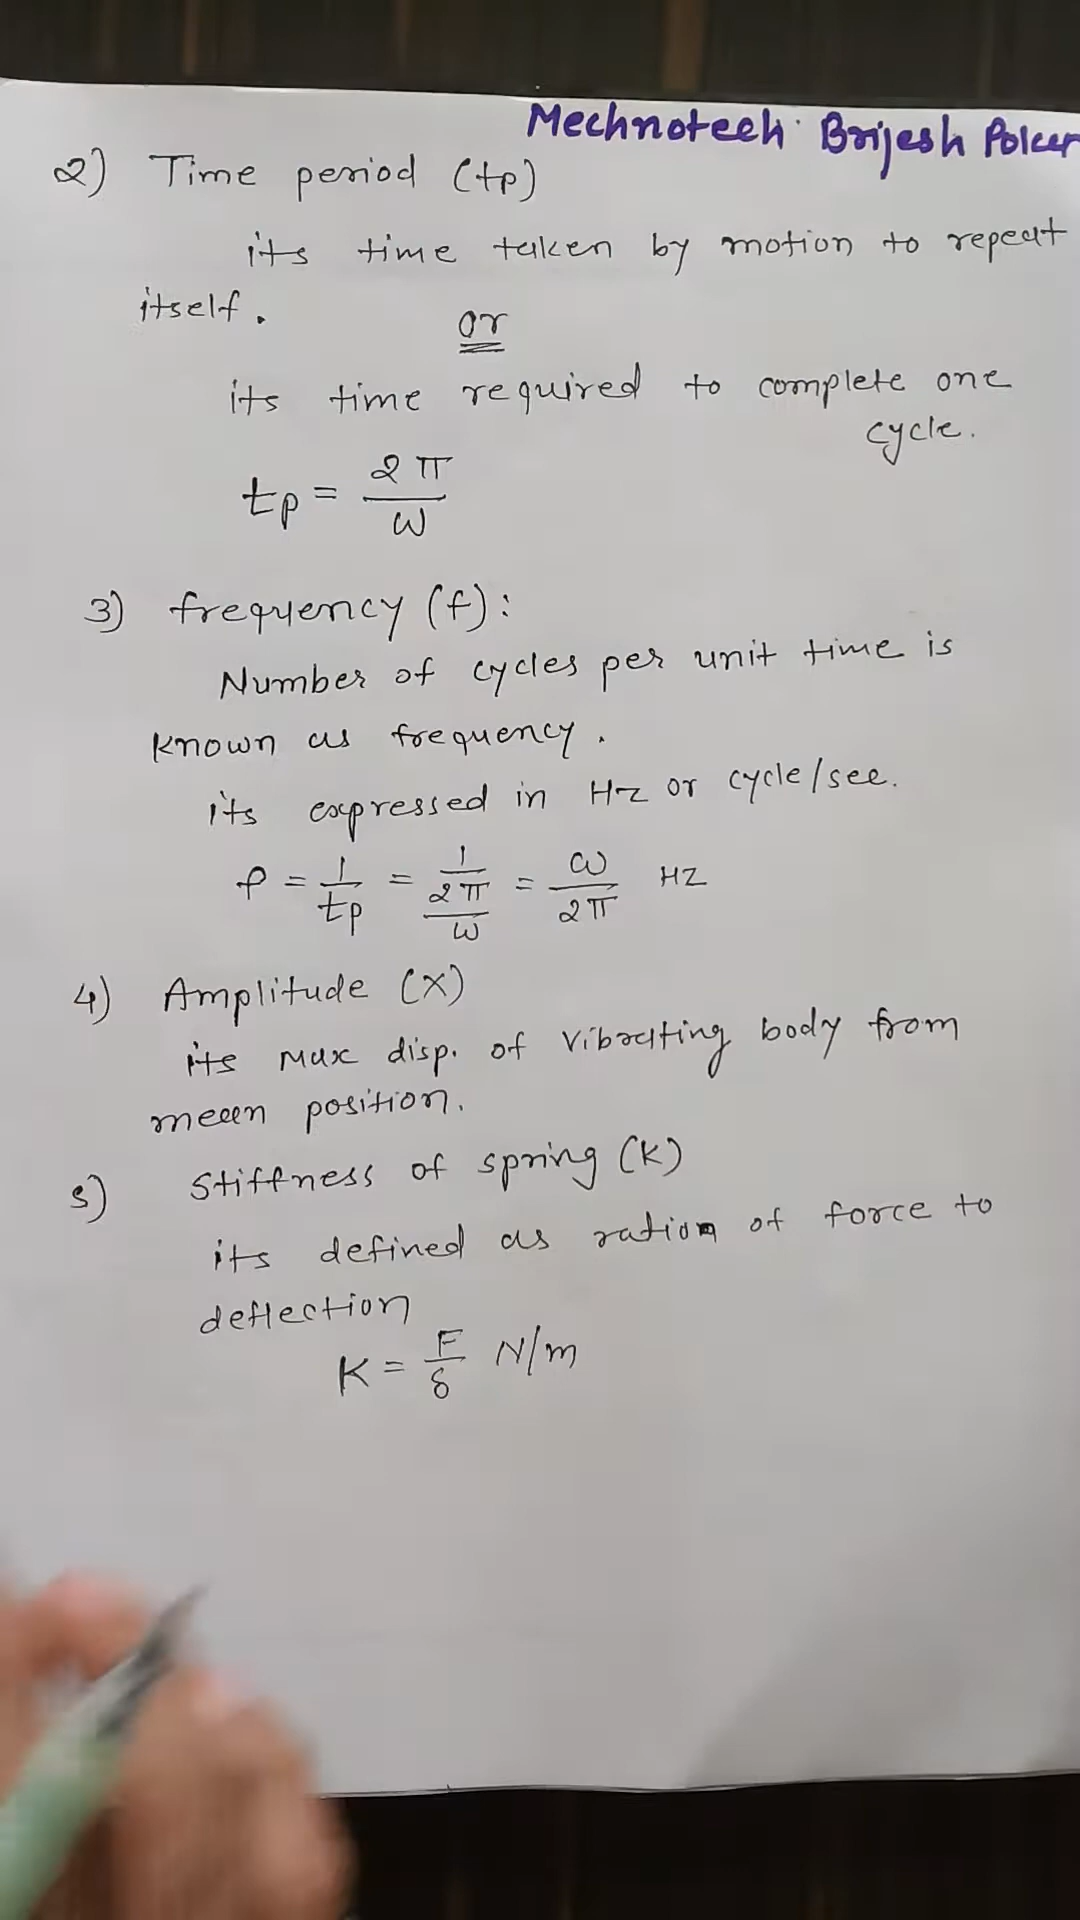 Mechnotech Brijesh Polcer
2) Time period (tp)
its time taken by motion to repeat
itself.
or
its time required to complete one
cycle.
tp = 2π/ω
3) frequency (f):
Number of cycles per unit time is
known as frequency.
its expressed in Hz or cycle/sec.
f = 1/tp = 1/(2π/ω) = ω/2π HZ
4) Amplitude (x)
its max disp. of vibrating body from
mean position.
5) stiffness of spring (K)
its defined as ration of force to
deflection
K = F/δ N/m